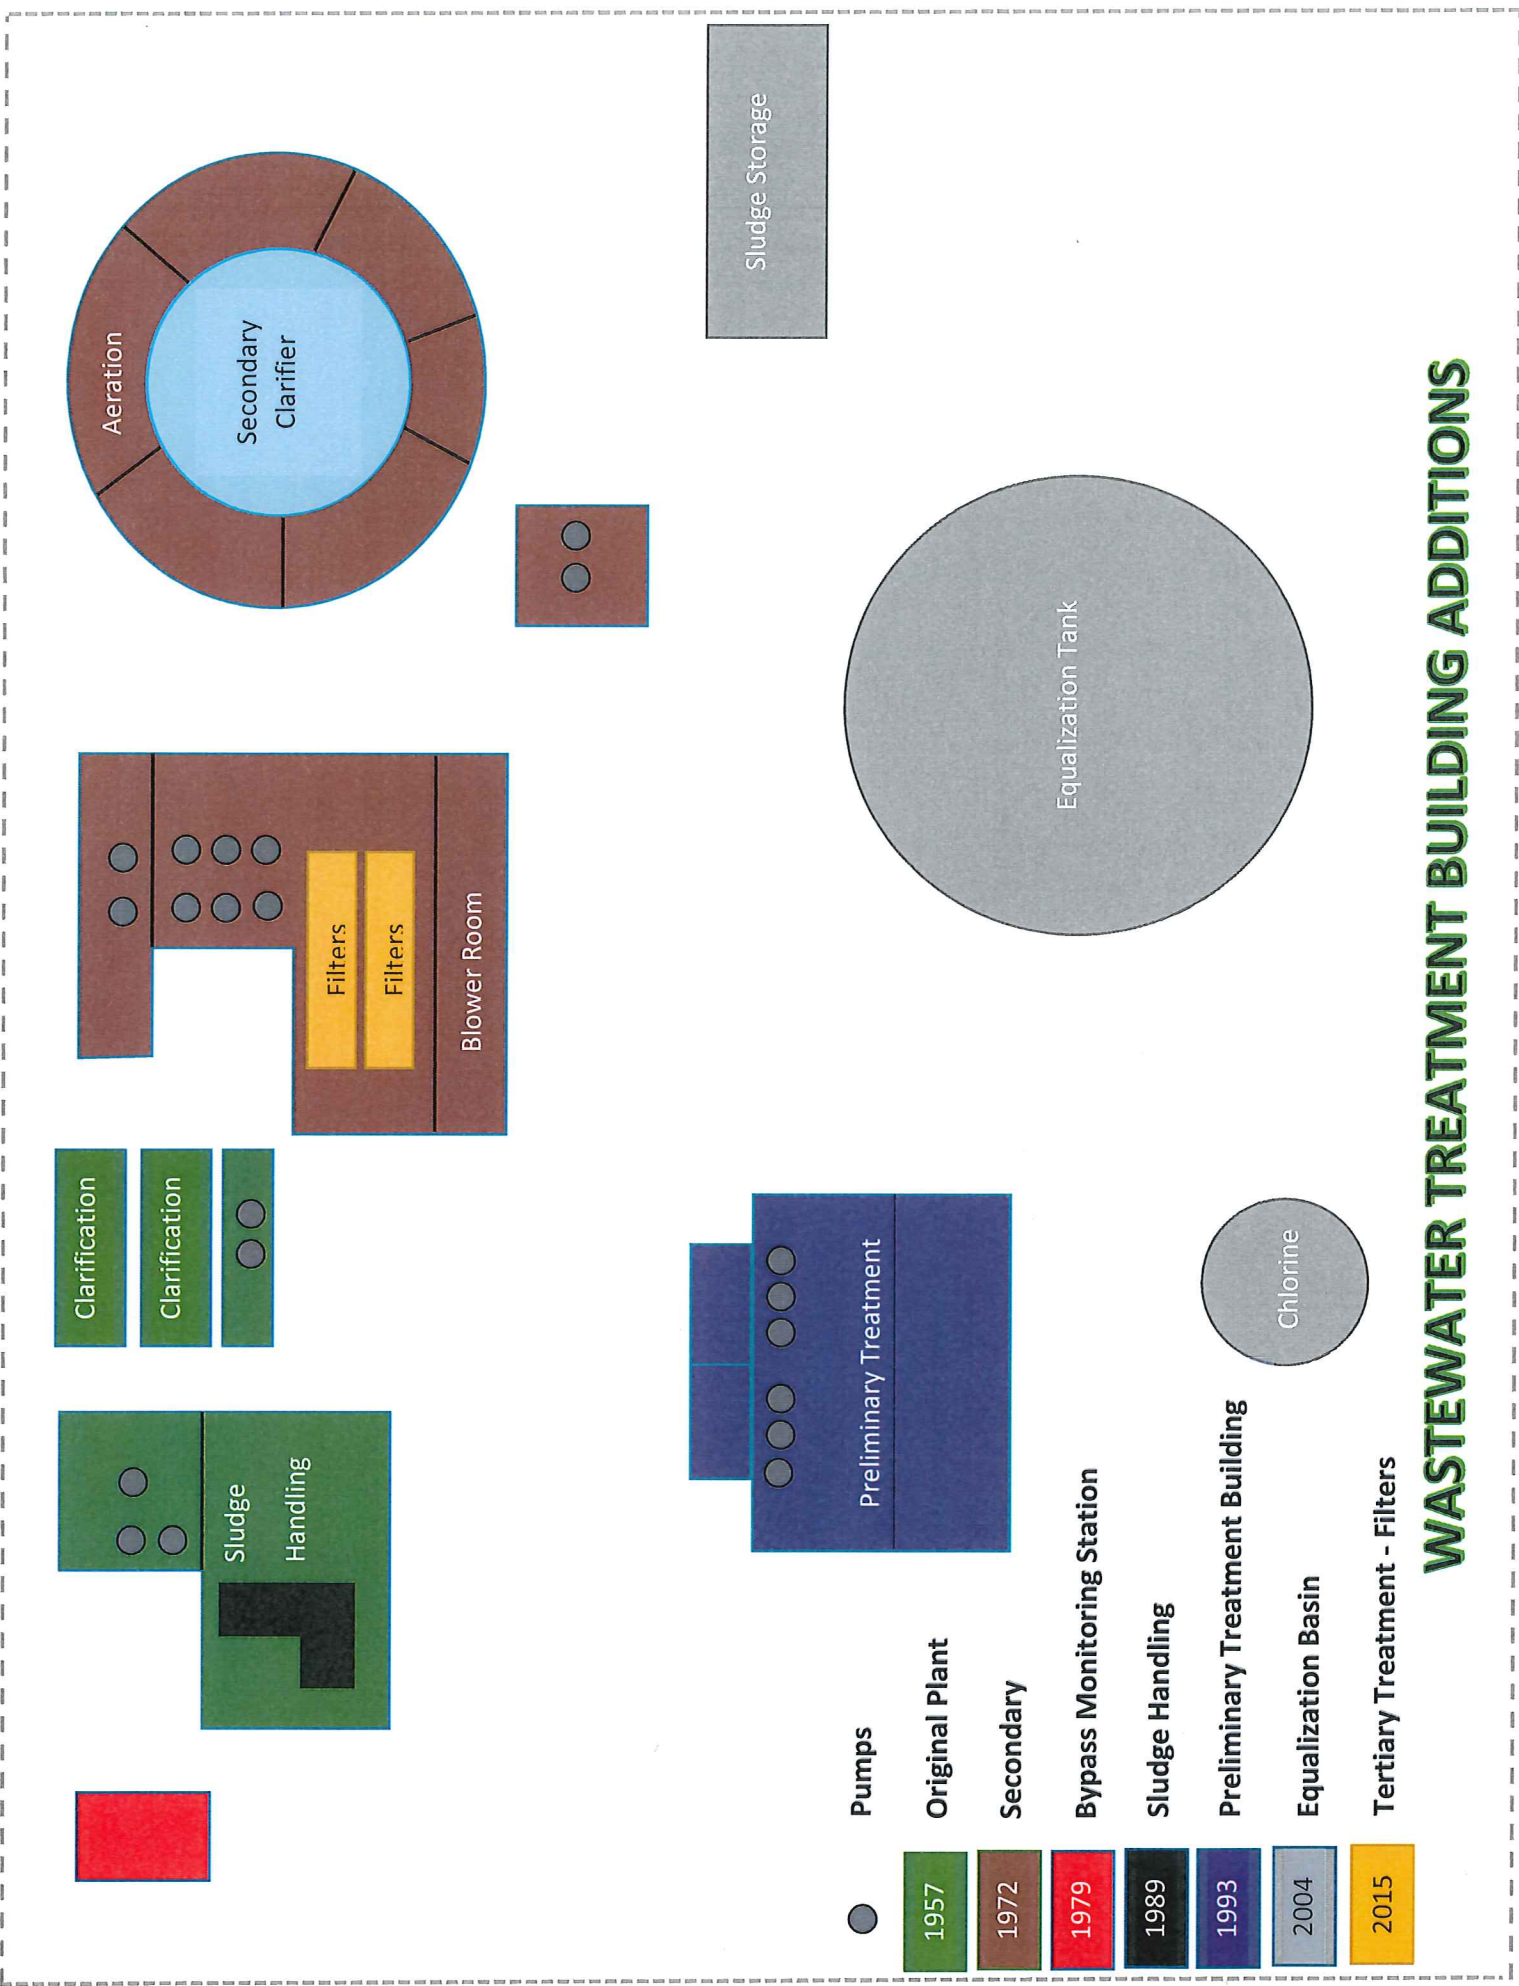 Clarification
Clarification
Sludge
Handling
Filters
Filters
Blower Room
Aeration
Secondary
Clarifier
Sludge Storage
Preliminary Treatment
Equalization Tank
Chlorine
Pumps
1957 Original Plant
1972 Secondary
1979 Bypass Monitoring Station
1989 Sludge Handling
1993 Preliminary Treatment Building
2004 Equalization Basin
2015 Tertiary Treatment - Filters
WASTEWATER TREATMENT BUILDING ADDITIONS